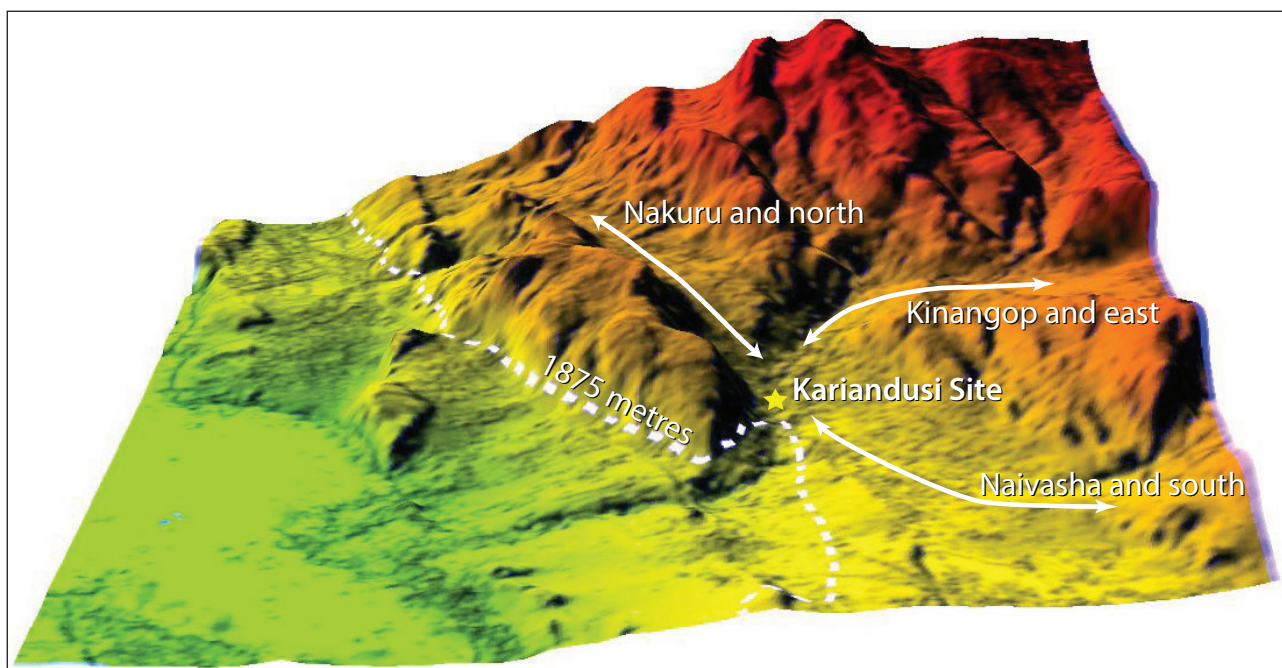 Nakuru and north
Kinangop and east
1875 metres
Kariandusi Site
Naivasha and south